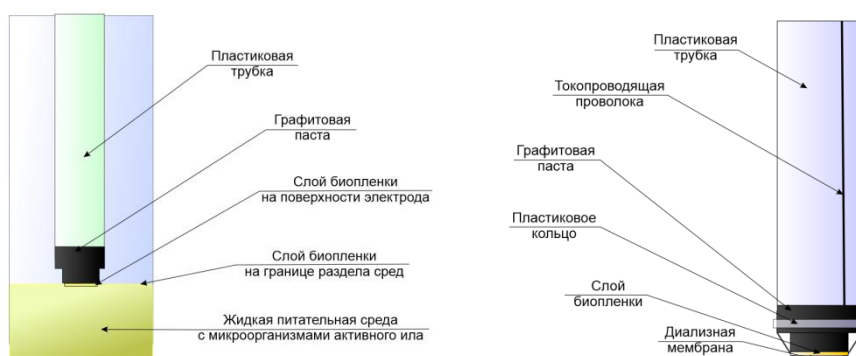 Пластиковая
трубка
Графитовая
паста
Слой биопленки
на поверхности электрода
Слой биопленки
на границе раздела сред
Жидкая питательная среда
с микроорганизмами активного ила
Пластиковая
трубка
Токопроводящая
проволока
Графитовая
паста
Пластиковое
кольцо
Слой
биопленки
Диализная
мембрана